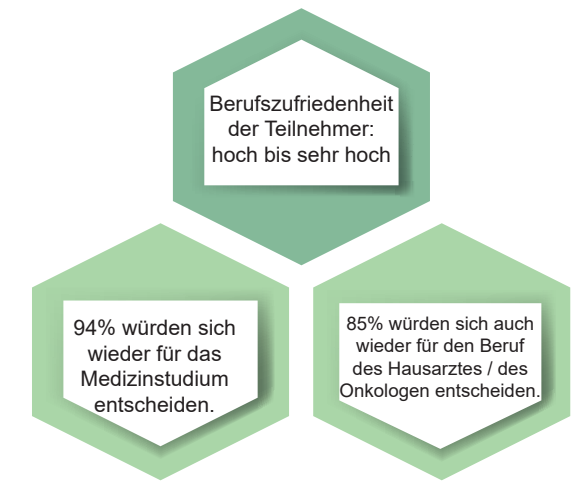 Berufszufriedenheit
der Teilnehmer:
hoch bis sehr hoch
94% würden sich
wieder für das
Medizinstudium
entscheiden.
85% würden sich auch
wieder für den Beruf
des Hausarztes / des
Onkologen entscheiden.